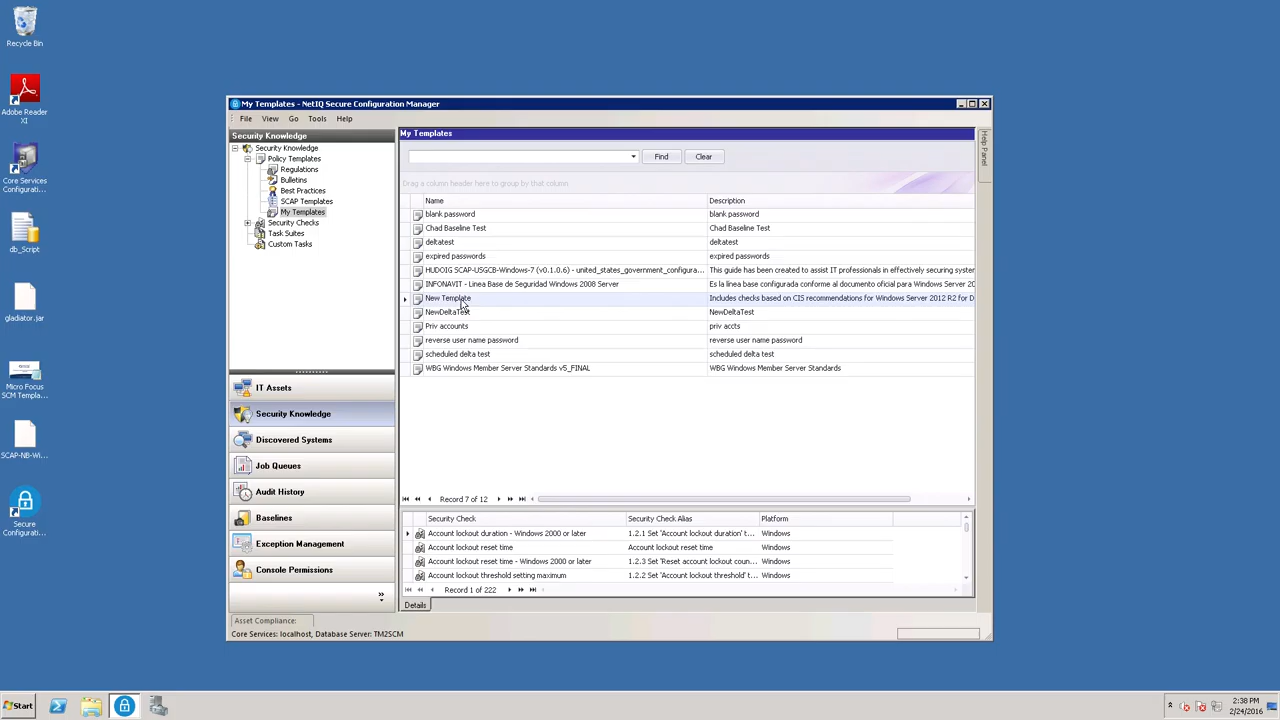 Recycle Bin
Adobe Reader
XI
Core Services
Configurati...
db_Script
gladiator.jar
Micro Focus
SCM Templa...
SCAP-NB-Wi...
Secure
Configurati...
My Templates - NetIQ Secure Configuration Manager
File View Go Tools Help
Security Knowledge
Security Knowledge
Policy Templates
Regulations
Bulletins
Best Practices
SCAP Templates
My Templates
Security Checks
Task Suites
Custom Tasks
IT Assets
Security Knowledge
Discovered Systems
Job Queues
Audit History
Baselines
Exception Management
Console Permissions
My Templates
Find Clear
Drag a column header here to group by that column
Name Description
blank password blank password
Chad Baseline Test Chad Baseline Test
deltatest deltatest
expired passwords expired passwords
HUDOIG SCAP-USGCB-Windows-7 (v0.1.0.6) - united_states_government_configura... This guide has been created to assist IT professionals in effectively securing system
INFONAVIT - Linea Base de Seguridad Windows 2008 Server Es la línea base configurada conforme al documento oficial para Windows Server 20
New Template Includes checks based on CIS recommendations for Windows Server 2012 R2 for D
NewDeltaTest NewDeltaTest
Priv accounts priv accts
reverse user name password reverse user name password
scheduled delta test scheduled delta test
WBG Windows Member Server Standards v5_FINAL WBG Windows Member Server Standards
Record 7 of 12
Security Check Security Check Alias Platform
Account lockout duration - Windows 2000 or later 1.2.1 Set 'Account lockout duration' t... Windows
Account lockout reset time Account lockout reset time Windows
Account lockout reset time - Windows 2000 or later 1.2.3 Set 'Reset account lockout coun... Windows
Account lockout threshold setting maximum 1.2.2 Set 'Account lockout threshold' t... Windows
Record 1 of 222
Details
Help Panel
Asset Compliance:
Core Services: localhost, Database Server: TM2SCM
Start
2:38 PM
2/24/2016